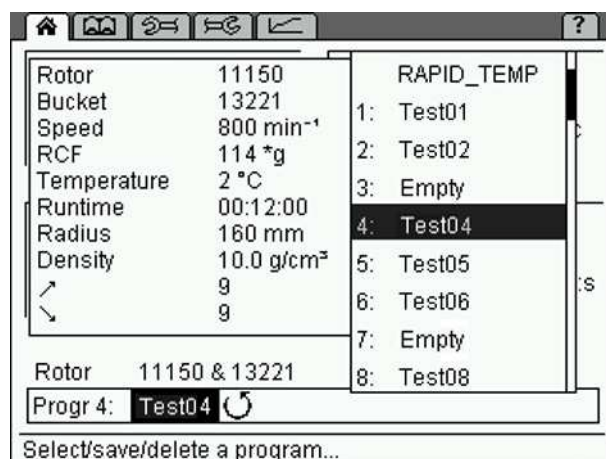 ?
Rotor 11150
Bucket 13221
Speed 800 min⁻¹
RCF 114 *g
Temperature 2 °C
Runtime 00:12:00
Radius 160 mm
Density 10.0 g/cm³
↗ 9
↘ 9
RAPID_TEMP
1: Test01
2: Test02
3: Empty
4: Test04
5: Test05
6: Test06
7: Empty
8: Test08
:s
Rotor 11150 & 13221
Progr 4: Test04
Select/save/delete a program...